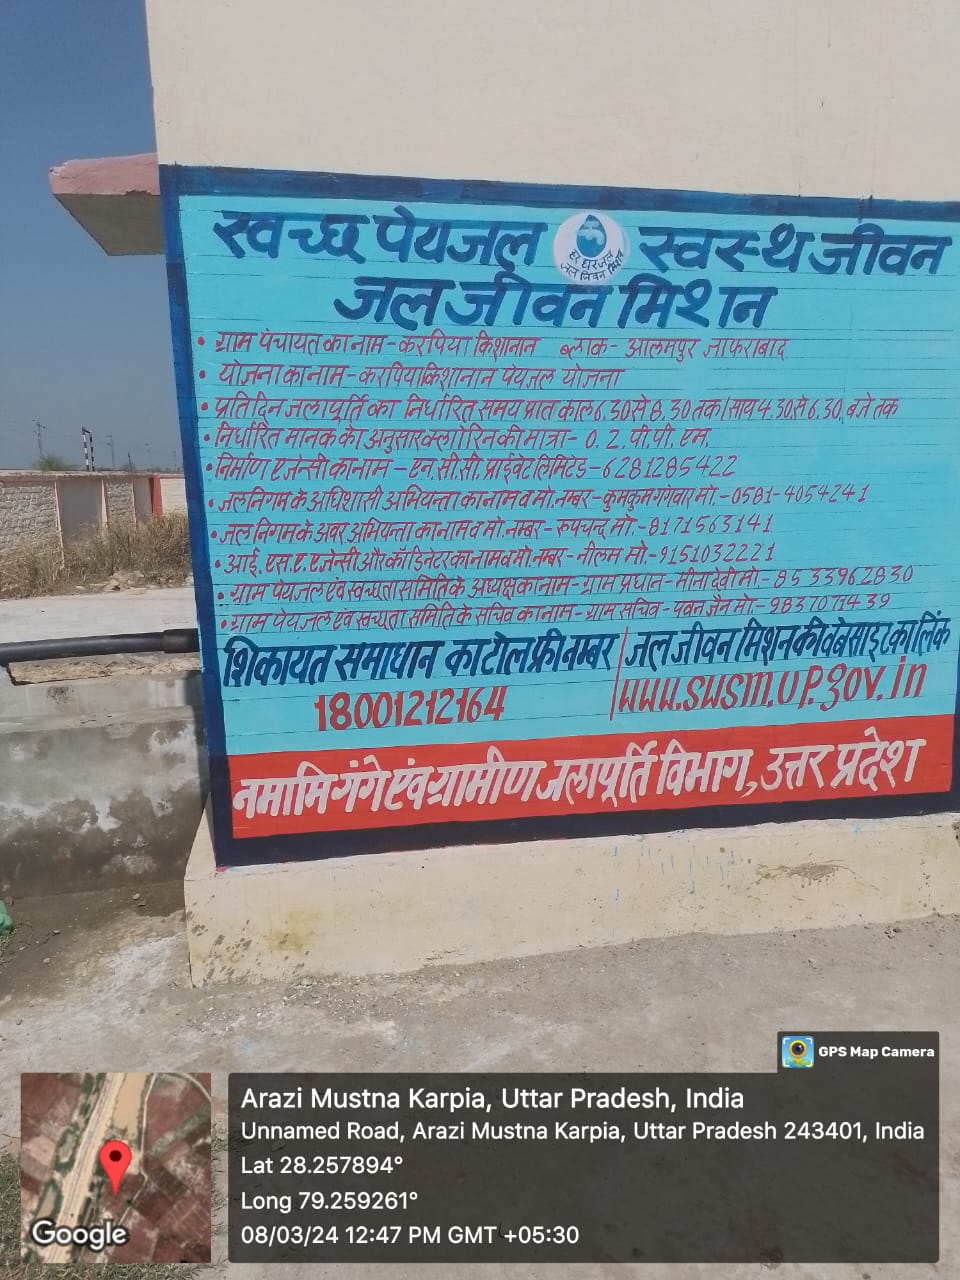 स्वच्छ पेयजल स्वस्थ जीवन
हर घर जल
जल जीवन मिशन
जल जीवन मिशन
• ग्राम पंचायत का नाम - करपिया किशानान ब्लाक - आलमपुर जाफराबाद
• योजना का नाम - करपिया किशानान पेयजल योजना
• प्रतिदिन जलापूर्ति का निर्धारित समय प्रात काल 6.30 से 8.30 तक/साय 4.30 से 6.30 बजे तक
• निर्धारित मानक का अनुसार क्लोरिन की मात्रा - 0.2 पी.पी.एम.
• निर्माण एजेन्सी का नाम - एन.सी.सी. प्राईवेट लिमिटेड - 6281285422
• जल निगम के अधिशासी अभियन्ता का नाम व मो. नम्बर - कुमकुम गंगवार मो. - 0581-4054241
• जल निगम के अवर अभियन्ता का नाम व मो. नम्बर - रूपचन्द्र मो. - 8171563141
• आई.एस.ए. एजेन्सी और कॉडिनेटर का नाम व मो. नम्बर - नीलम मो - 9151032221
• ग्राम पेयजल एंव स्वच्छता समिति के अध्यक्ष का नाम - ग्राम प्रधान - मीना देवी मो. - 8533962830
• ग्राम पेयजल एंव स्वच्छता समिति के सचिव का नाम - ग्राम सचिव - पवन जैन मो. - 9837071439
शिकायत समाधान का टोल फ्री नम्बर
18001212164
जल जीवन मिशन की वेबसाइट का लिंक
www.swsm.up.gov.in
नमामि गंगे एंव ग्रामीण जलापूर्ति विभाग, उत्तर प्रदेश
GPS Map Camera
Arazi Mustna Karpia, Uttar Pradesh, India
Unnamed Road, Arazi Mustna Karpia, Uttar Pradesh 243401, India
Lat 28.257894°
Long 79.259261°
08/03/24 12:47 PM GMT +05:30
Google